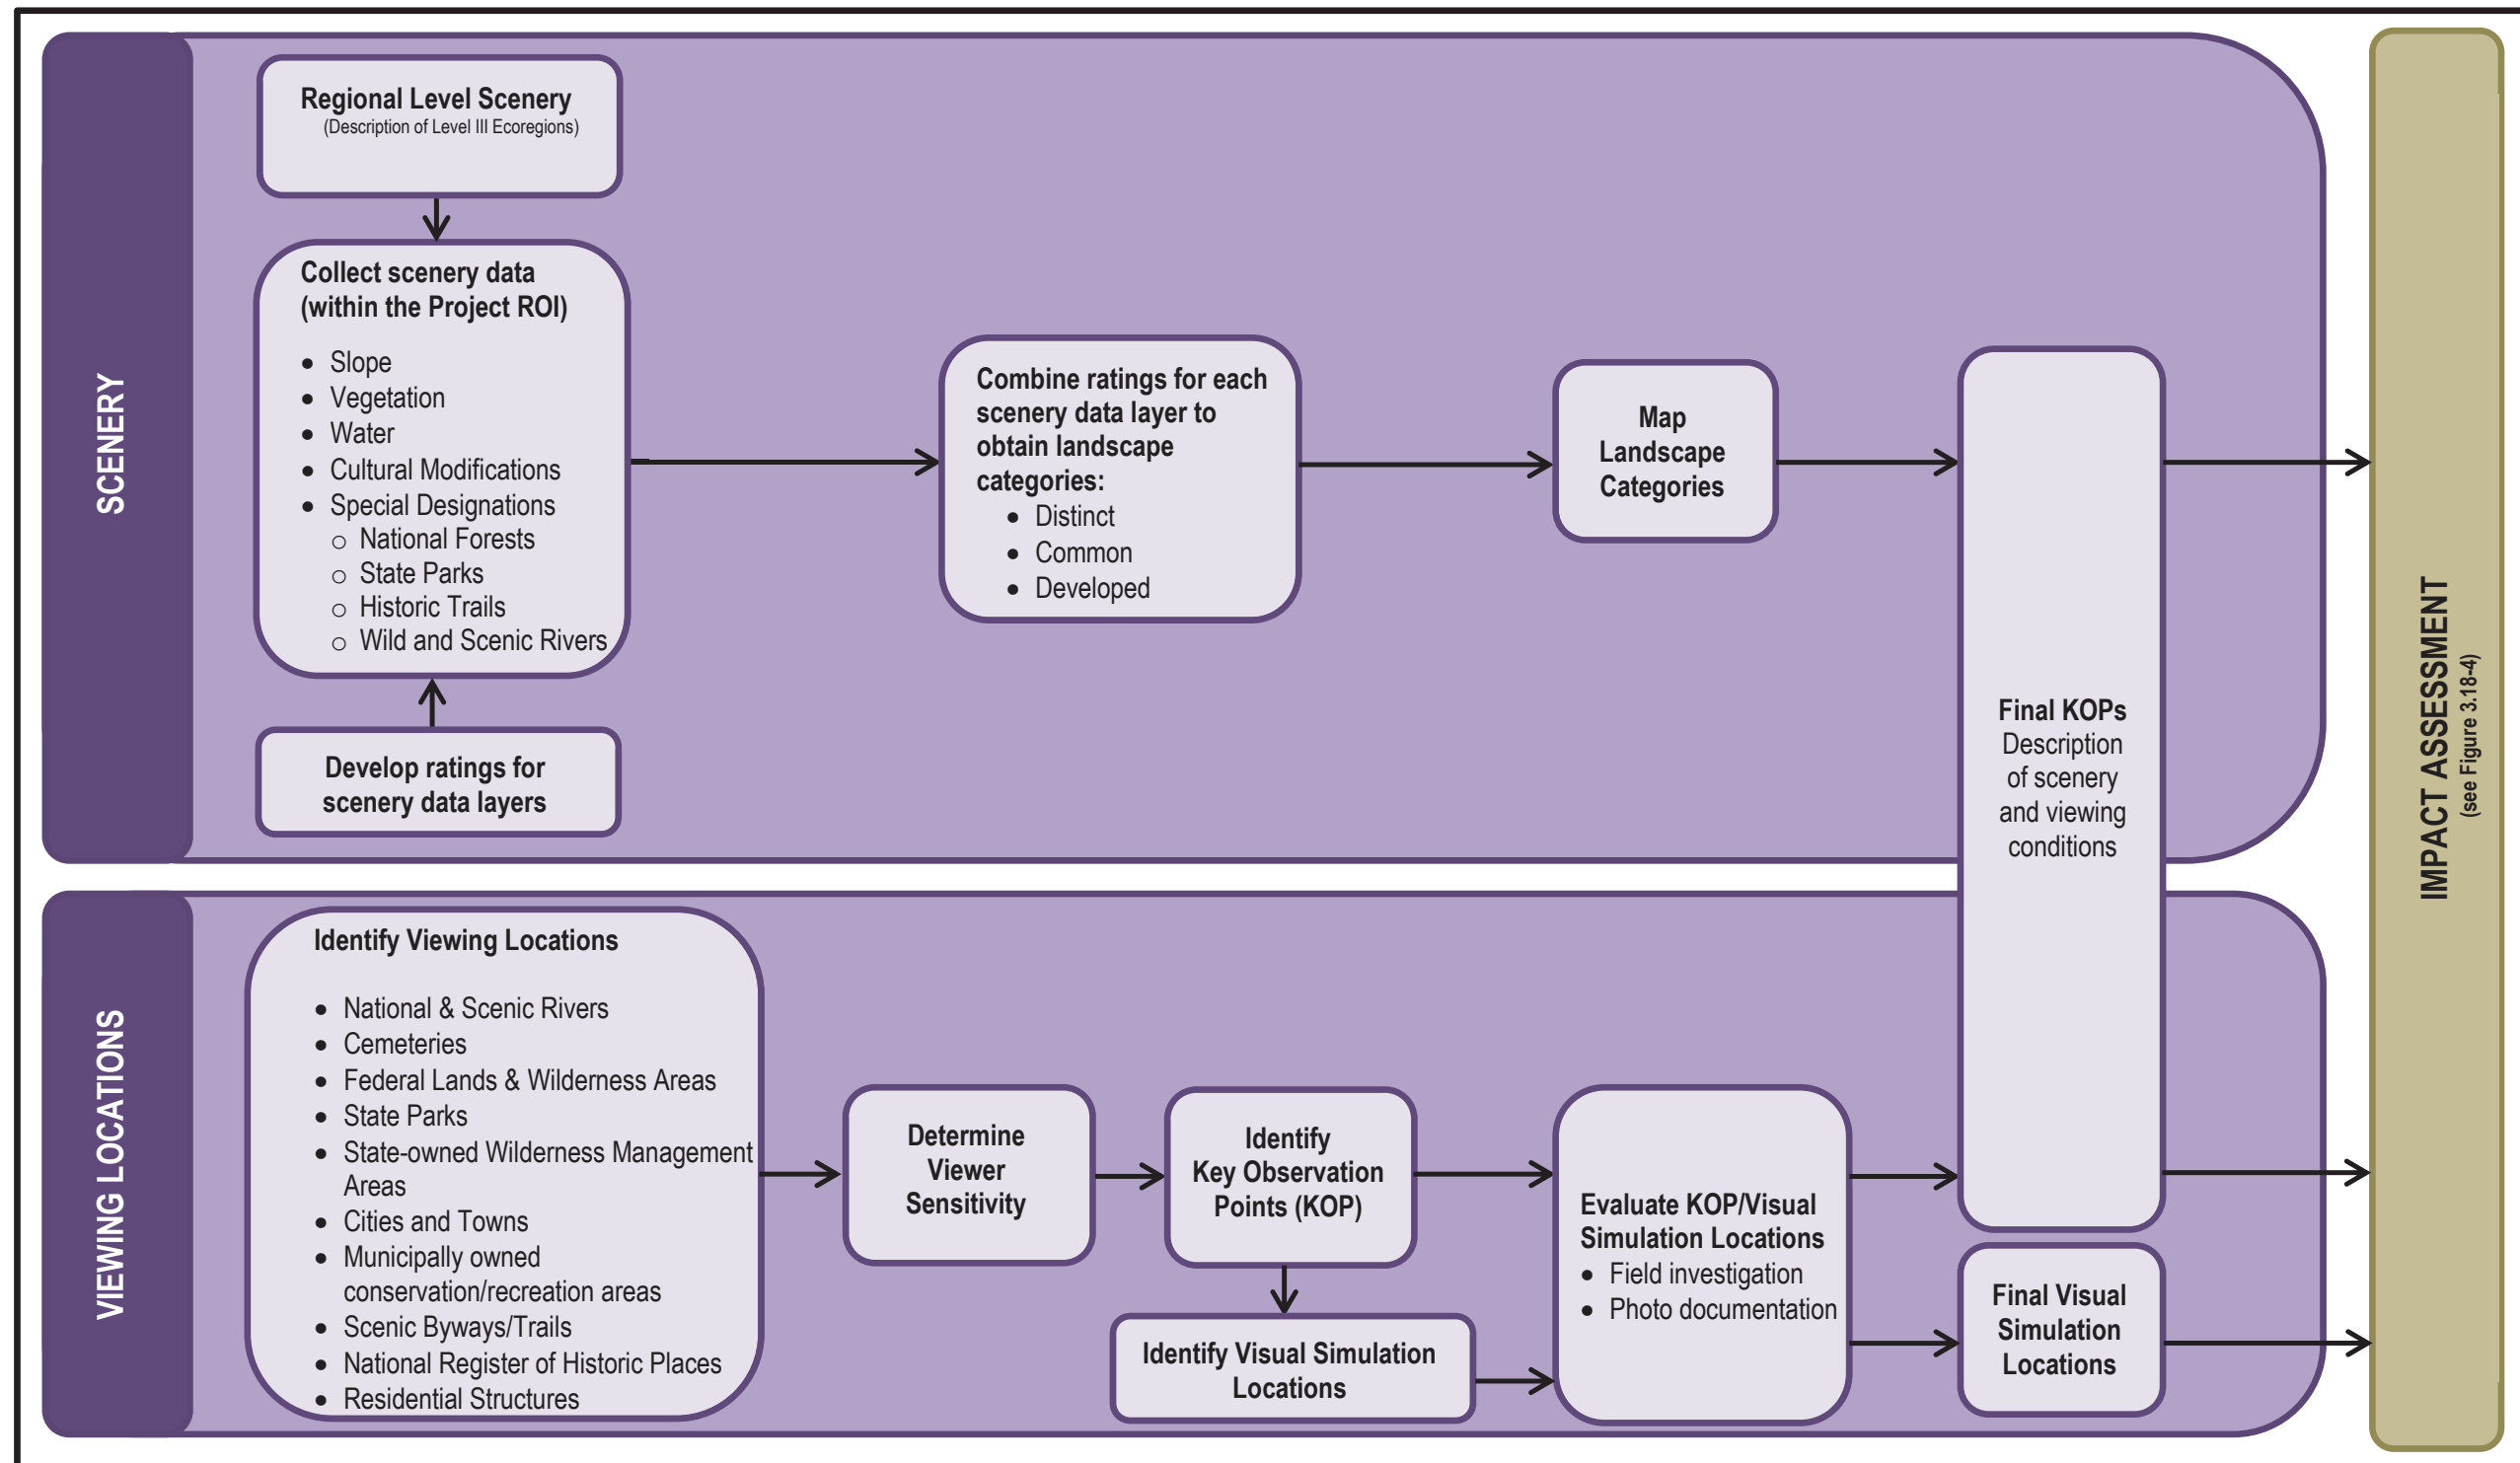 SCENERY
Regional Level Scenery
(Description of Level III Ecoregions)
Collect scenery data
(within the Project ROI)
• Slope
• Vegetation
• Water
• Cultural Modifications
• Special Designations
o National Forests
o State Parks
o Historic Trails
o Wild and Scenic Rivers
Develop ratings for
scenery data layers
Combine ratings for each
scenery data layer to
obtain landscape
categories:
• Distinct
• Common
• Developed
Map
Landscape
Categories
Final KOPs
Description
of scenery
and viewing
conditions
VIEWING LOCATIONS
Identify Viewing Locations
• National & Scenic Rivers
• Cemeteries
• Federal Lands & Wilderness Areas
• State Parks
• State-owned Wilderness Management
Areas
• Cities and Towns
• Municipally owned
conservation/recreation areas
• Scenic Byways/Trails
• National Register of Historic Places
• Residential Structures
Determine
Viewer
Sensitivity
Identify
Key Observation
Points (KOP)
Identify Visual Simulation
Locations
Evaluate KOP/Visual
Simulation Locations
• Field investigation
• Photo documentation
Final Visual
Simulation
Locations
IMPACT ASSESSMENT
(see Figure 3.18-4)